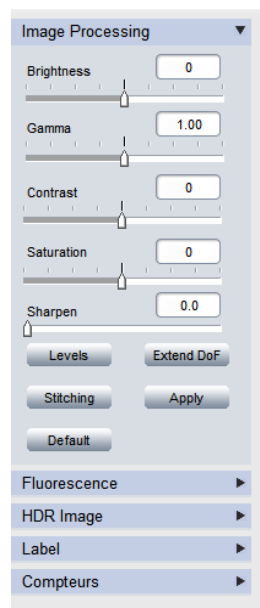 Image Processing
Brightness 0
Gamma 1.00
Contrast 0
Saturation 0
Sharpen 0.0
Levels Extend DoF
Stitching Apply
Default
Fluorescence
HDR Image
Label
Compteurs